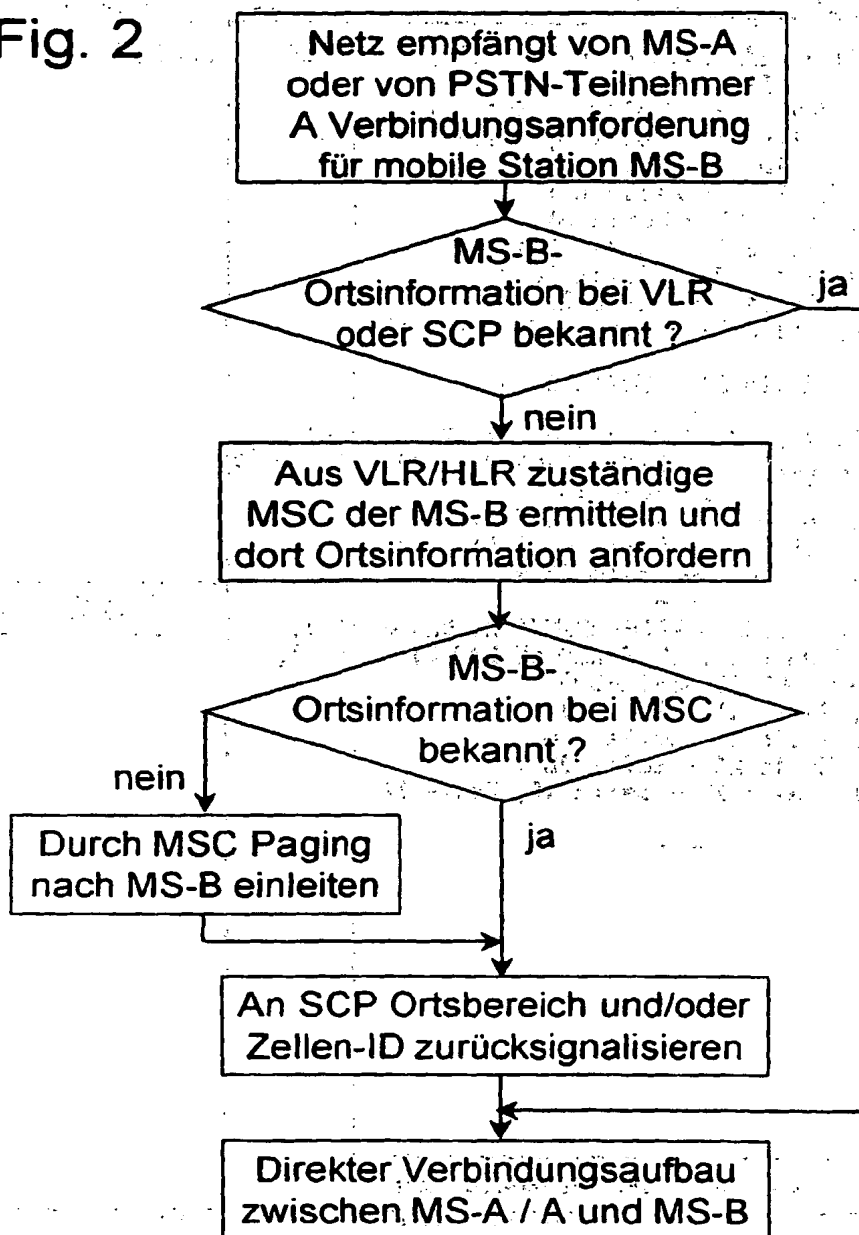 Fig. 2
Netz empfängt von MS-A
oder von PSTN-Teilnehmer
A Verbindungsanforderung
für mobile Station MS-B
MS-B-
Ortsinformation bei VLR
oder SCP bekannt ?
ja
nein
Aus VLR/HLR zuständige
MSC der MS-B ermitteln und
dort Ortsinformation anfordern
MS-B-
Ortsinformation bei MSC
bekannt ?
nein
ja
Durch MSC Paging
nach MS-B einleiten
An SCP Ortsbereich und/oder
Zellen-ID zurücksignalisieren
Direkter Verbindungsaufbau
zwischen MS-A / A und MS-B